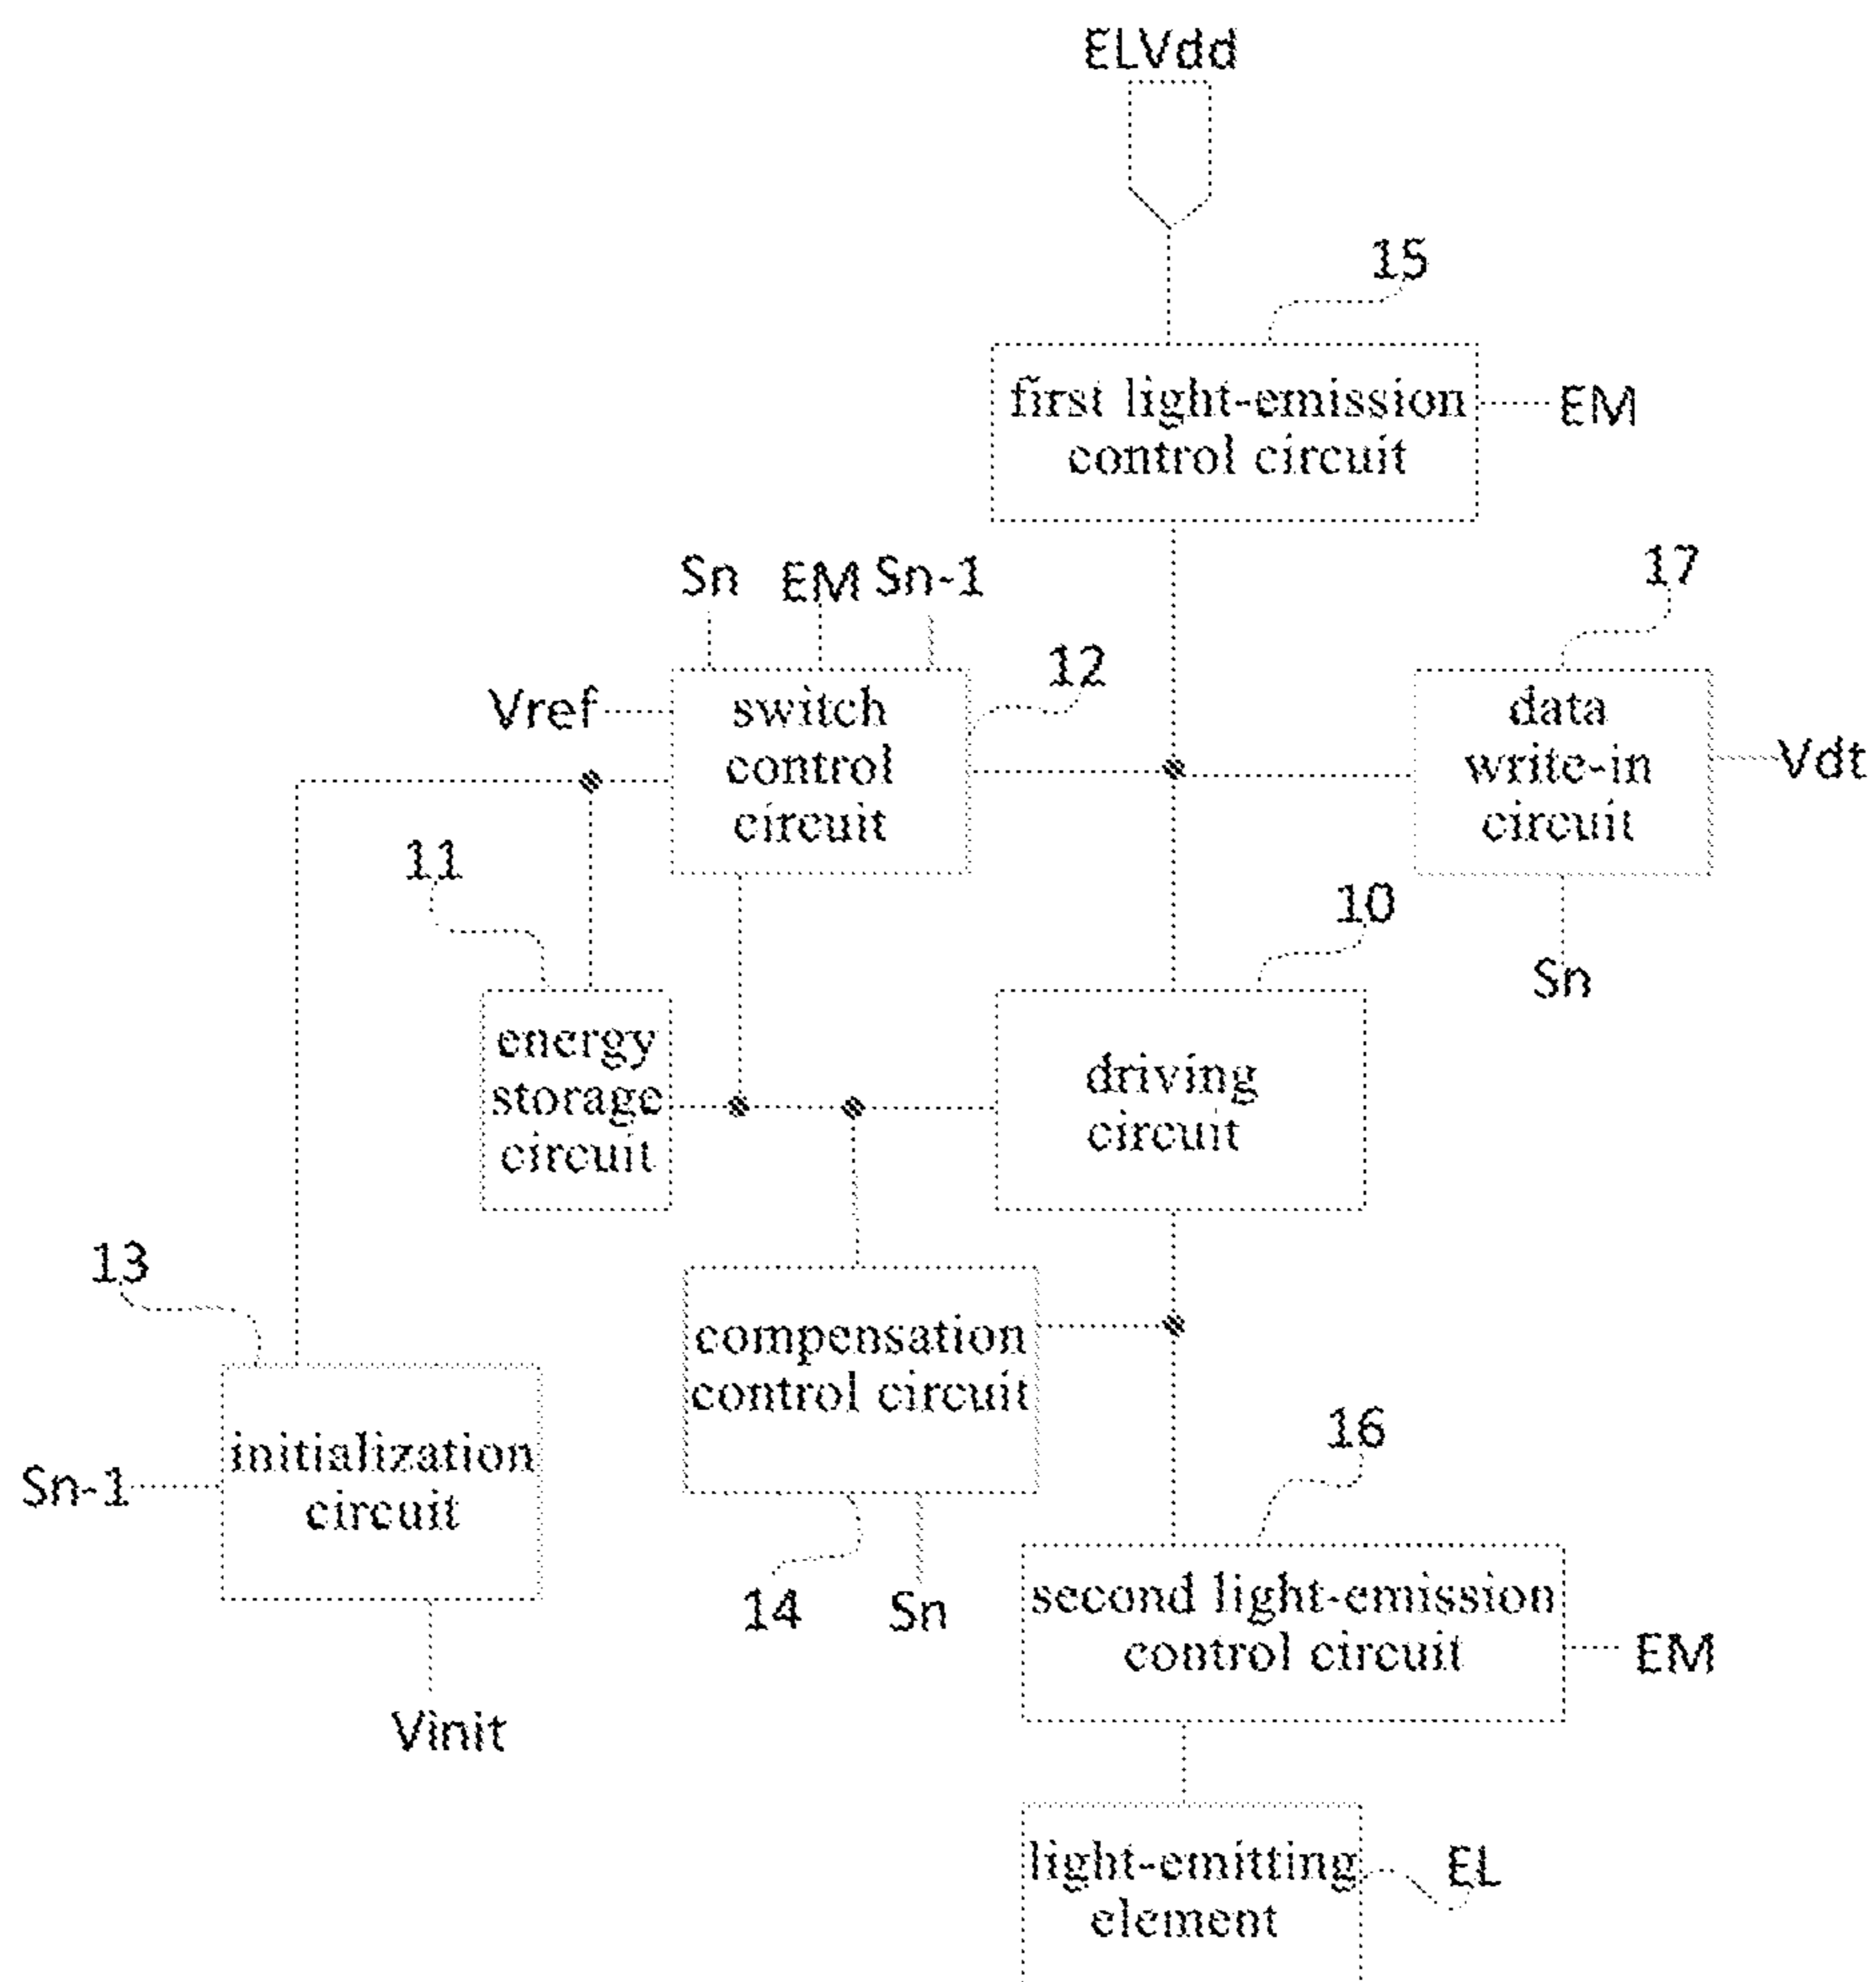 ELVdd
15
first light-emission
control circuit
EM
Sn
EM
Sn-1
17
12
Vref
switch
control
circuit
data
write-in
circuit
Vdt
11
10
Sn
energy
storage
circuit
driving
circuit
13
compensation
control circuit
16
Sn-1
initialization
circuit
14
Sn
second light-emission
control circuit
EM
Vinit
light-emitting
element
EL